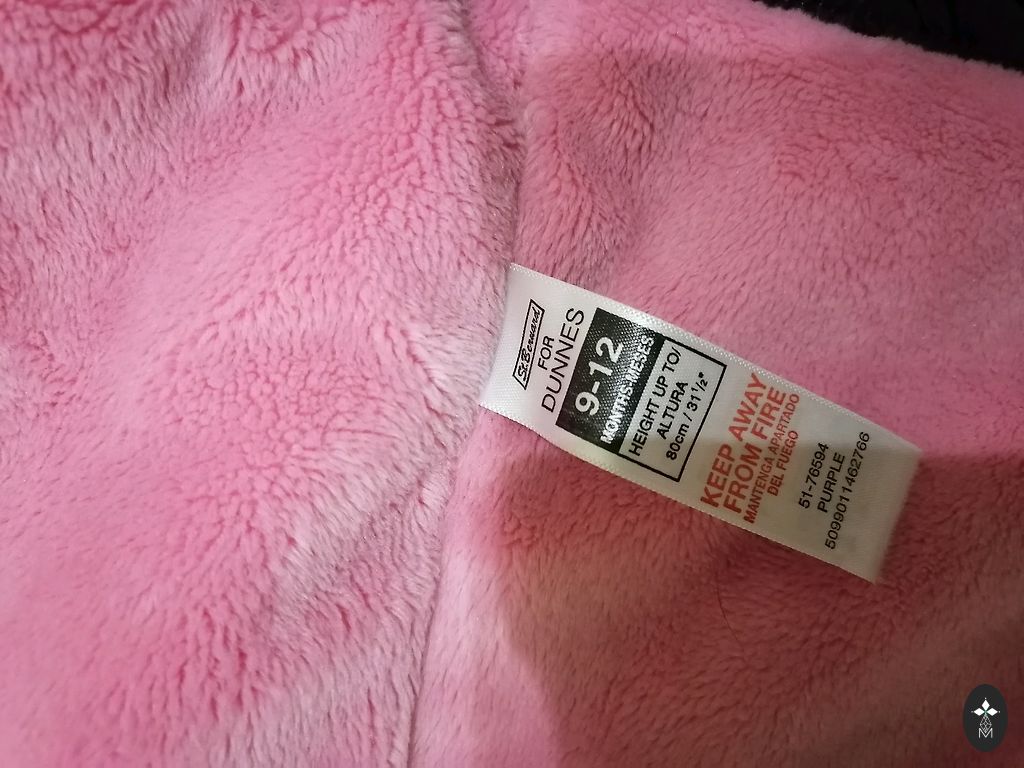 St.Bernard
FOR
DUNNES
9-12
MONTHS-MESES
HEIGHT UP TO/
ALTURA
80cm / 31½"
KEEP AWAY
FROM FIRE
MANTENGA APARTADO
DEL FUEGO
51-76594
PURPLE
5099011462766
M